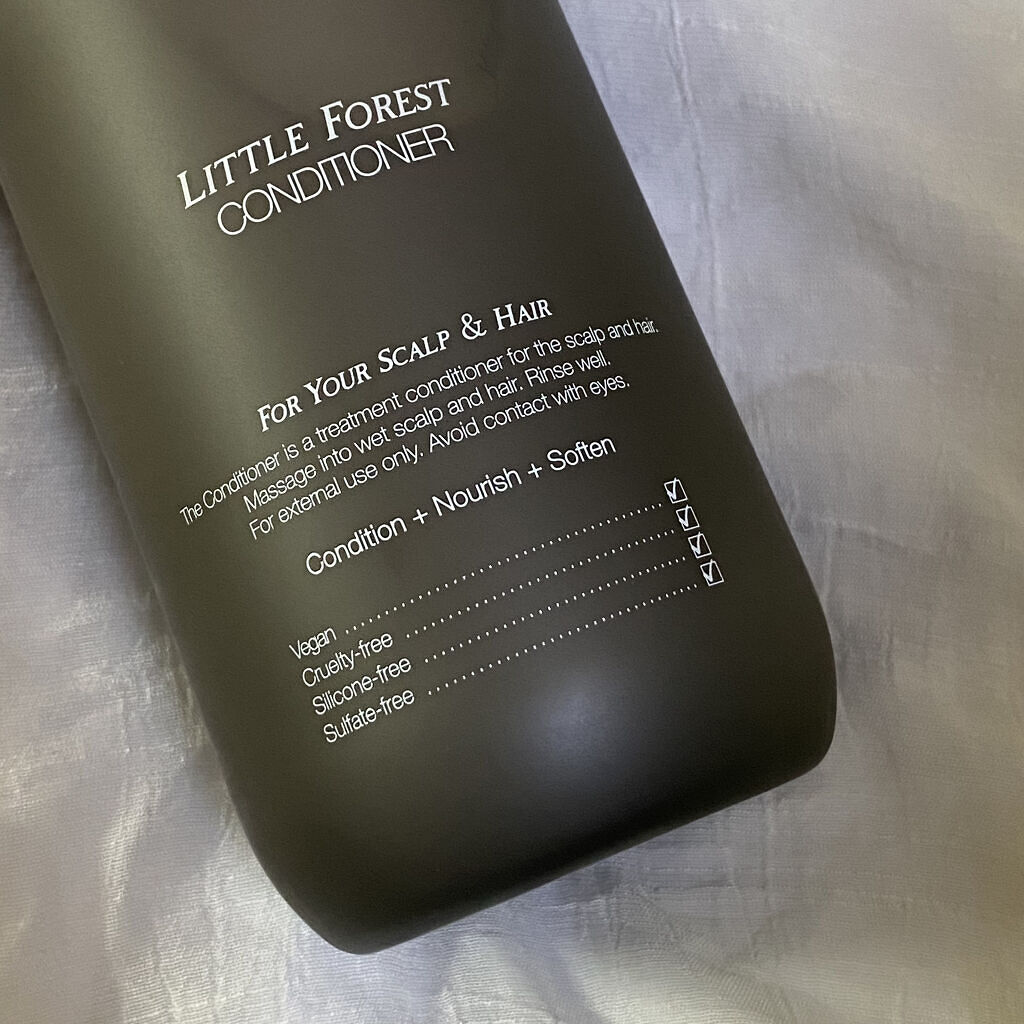 LITTLE FOREST
CONDITIONER
FOR YOUR SCALP & HAIR
The Conditioner is a treatment conditioner for the scalp and hair.
Massage into wet scalp and hair. Rinse well.
For external use only. Avoid contact with eyes.
Condition + Nourish + Soften
Vegan ........................................ ☑
Cruelty-free ........................................ ☑
Silicone-free ........................................ ☑
Sulfate-free ........................................ ☑